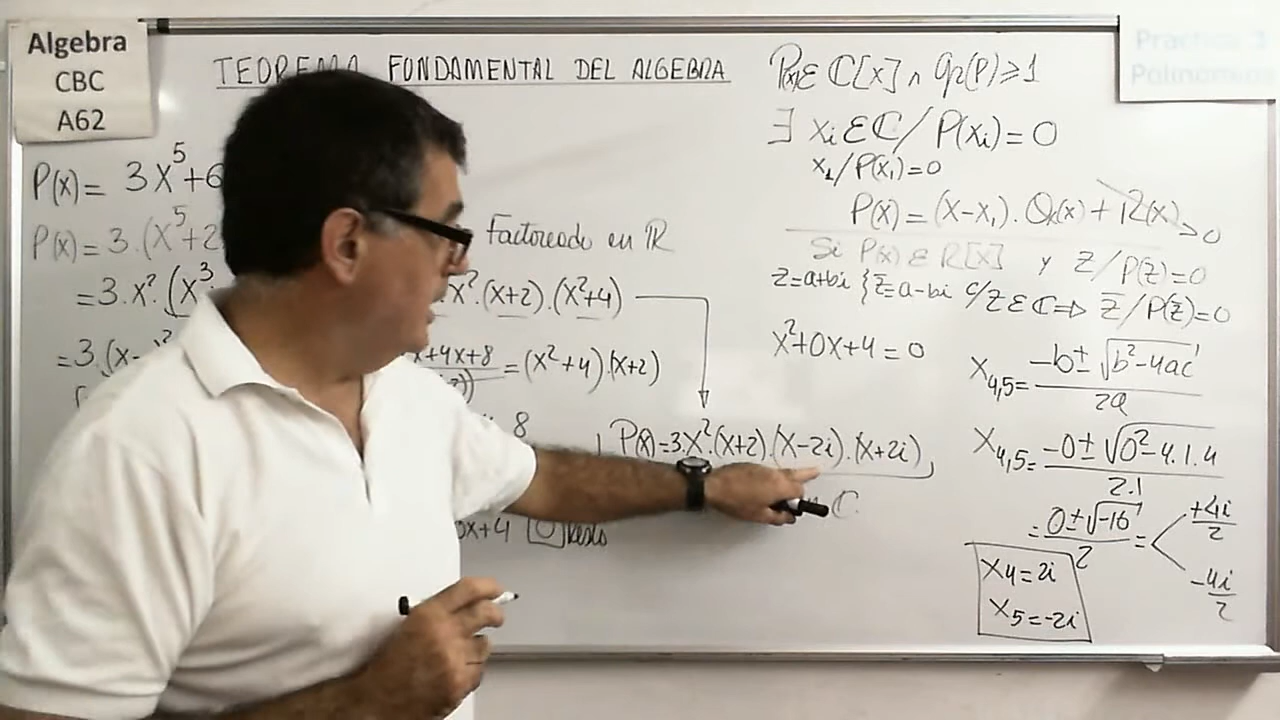 Algebra
CBC
A62
TEOREMA FUNDAMENTAL DEL ALGEBRA
P(x)= 3x⁵+6
P(x)= 3.(x⁵+2
=3.x².(x³
=3.(x-
Factoreado en ℝ
x².(x+2).(x²+4)
x+4x+8 =(x²+4).(x+2)
8
P(x)=3.x².(x+2).(x-2i).(x+2i)
ℂ
0x+4 0 Resto
P(x)∈ ℂ[x] ∧ gr(P)⩾1
∃ xi ∈ ℂ / P(xi)=0
x₁/P(x₁)=0
P(x)=(x-x₁).Q(x)+R(x) 0
Si P(x)∈ R[x] y z/P(z)=0
z=a+bi { z̄=a-bi c/z∈ℂ⇒ z̄/P(z̄)=0
x²+0x+4=0
x₄,₅= -b±√b²-4ac / 2a
x₄,₅= -0±√0²-4.1.4 / 2.1
= 0±√-16 / 2 = < +4i/2
-4i/2
x₄=2i
x₅=-2i
Practica 3
Polinomios